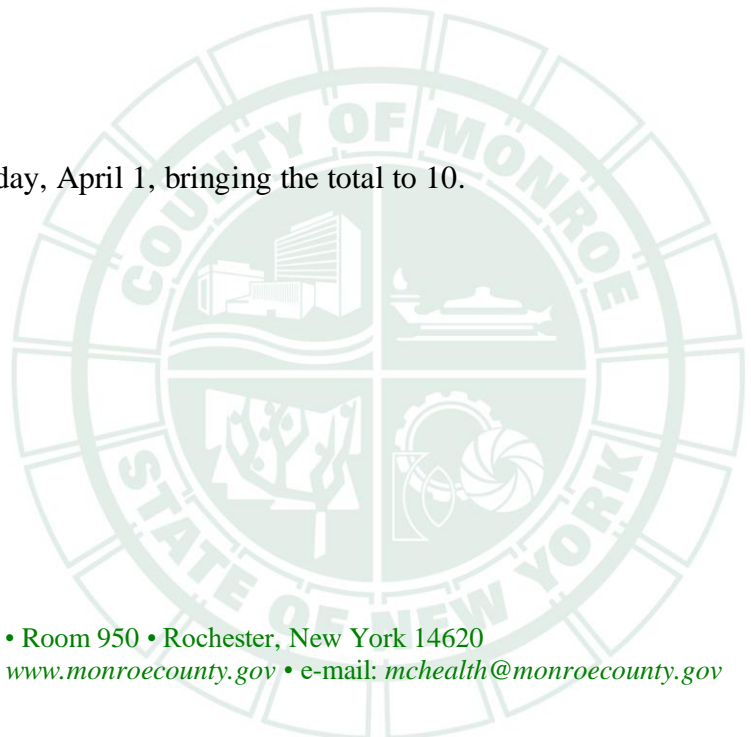 COUNTY OF MONROE
day, April 1, bringing the total to 10.
STATE OF NEW YORK
• Room 950 • Rochester, New York 14620
www.monroecounty.gov • e-mail: mchealth@monroecounty.gov